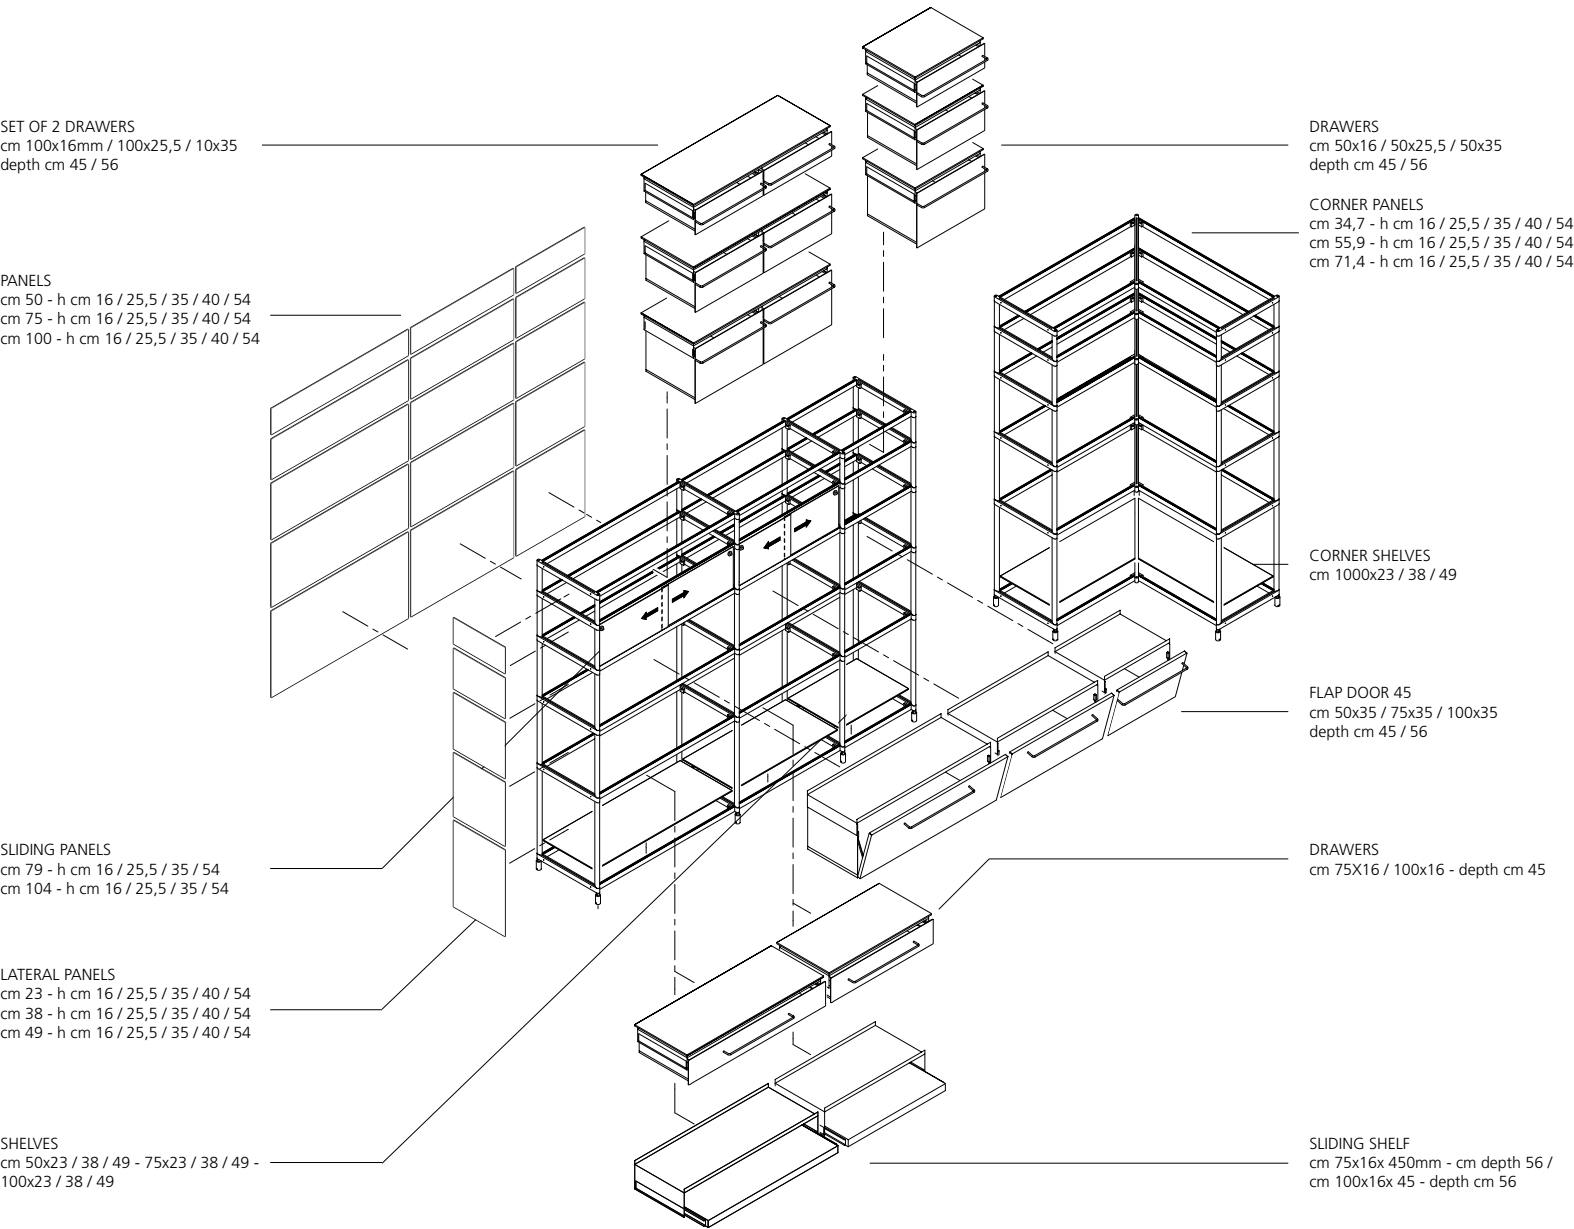 SET OF 2 DRAWERS
cm 100x16mm / 100x25,5 / 10x35
depth cm 45 / 56
PANELS
cm 50 - h cm 16 / 25,5 / 35 / 40 / 54
cm 75 - h cm 16 / 25,5 / 35 / 40 / 54
cm 100 - h cm 16 / 25,5 / 35 / 40 / 54
SLIDING PANELS
cm 79 - h cm 16 / 25,5 / 35 / 54
cm 104 - h cm 16 / 25,5 / 35 / 54
LATERAL PANELS
cm 23 - h cm 16 / 25,5 / 35 / 40 / 54
cm 38 - h cm 16 / 25,5 / 35 / 40 / 54
cm 49 - h cm 16 / 25,5 / 35 / 40 / 54
SHELVES
cm 50x23 / 38 / 49 - 75x23 / 38 / 49 -
100x23 / 38 / 49
DRAWERS
cm 50x16 / 50x25,5 / 50x35
depth cm 45 / 56
CORNER PANELS
cm 34,7 - h cm 16 / 25,5 / 35 / 40 / 54
cm 55,9 - h cm 16 / 25,5 / 35 / 40 / 54
cm 71,4 - h cm 16 / 25,5 / 35 / 40 / 54
CORNER SHELVES
cm 1000x23 / 38 / 49
FLAP DOOR 45
cm 50x35 / 75x35 / 100x35
depth cm 45 / 56
DRAWERS
cm 75X16 / 100x16 - depth cm 45
SLIDING SHELF
cm 75x16x 450mm - cm depth 56 /
cm 100x16x 45 - depth cm 56